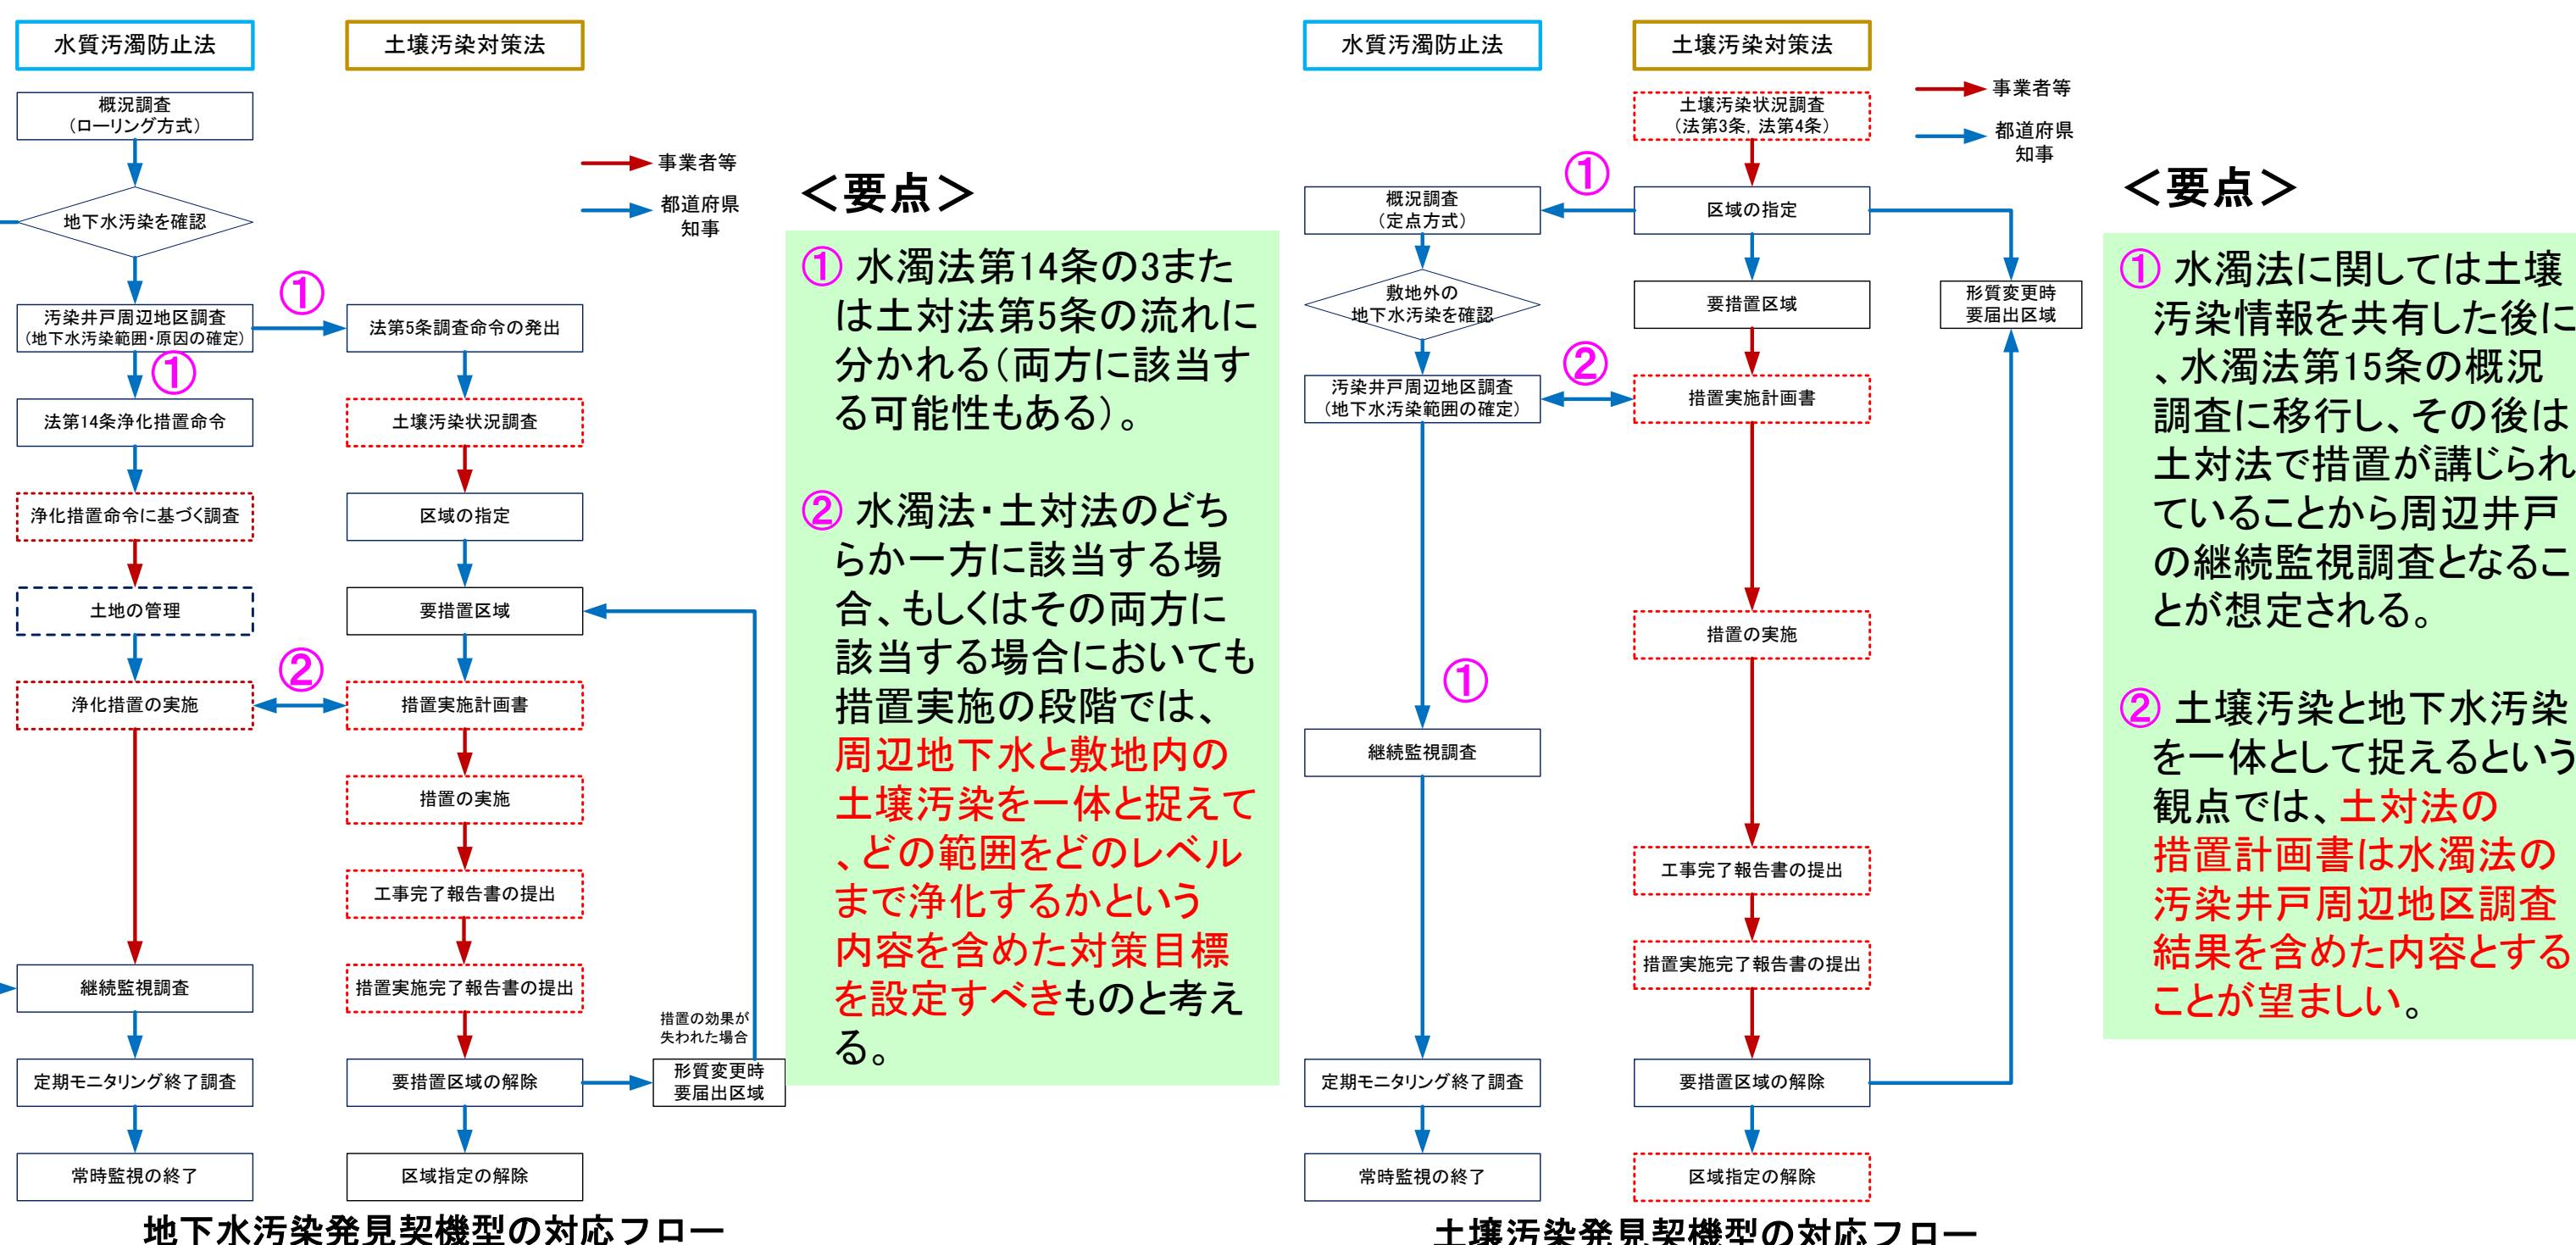 水質汚濁防止法
土壌汚染対策法
概況調査
（ローリング方式）
地下水汚染を確認
汚染井戸周辺地区調査
（地下水汚染範囲・原因の確定）
①
①
法第14条浄化措置命令
浄化措置命令に基づく調査
土地の管理
浄化措置の実施
②
継続監視調査
定期モニタリング終了調査
常時監視の終了
法第5条調査命令の発出
土壌汚染状況調査
区域の指定
要措置区域
措置実施計画書
措置の実施
工事完了報告書の提出
措置実施完了報告書の提出
要措置区域の解除
区域指定の解除
措置の効果が
失われた場合
形質変更時
要届出区域
事業者等
都道府県
知事
地下水汚染発見契機型の対応フロー
＜要点＞
① 水濁法第14条の3また
は土対法第5条の流れに
分かれる（両方に該当す
る可能性もある）。
② 水濁法・土対法のどち
らか一方に該当する場
合、もしくはその両方に
該当する場合においても
措置実施の段階では、
周辺地下水と敷地内の
土壌汚染を一体と捉えて
、どの範囲をどのレベル
まで浄化するかという
内容を含めた対策目標
を設定すべきものと考え
る。
水質汚濁防止法
土壌汚染対策法
概況調査
（定点方式）
敷地外の
地下水汚染を確認
汚染井戸周辺地区調査
（地下水汚染範囲の確定）
①
②
①
継続監視調査
定期モニタリング終了調査
常時監視の終了
土壌汚染状況調査
（法第3条，法第4条）
区域の指定
要措置区域
措置実施計画書
措置の実施
工事完了報告書の提出
措置実施完了報告書の提出
要措置区域の解除
区域指定の解除
形質変更時
要届出区域
事業者等
都道府県
知事
土壌汚染発見契機型の対応フロー
＜要点＞
① 水濁法に関しては土壌
汚染情報を共有した後に
、水濁法第15条の概況
調査に移行し、その後は
土対法で措置が講じられ
ていることから周辺井戸
の継続監視調査となるこ
とが想定される。
② 土壌汚染と地下水汚染
を一体として捉えるという
観点では、土対法の
措置計画書は水濁法の
汚染井戸周辺地区調査
結果を含めた内容とする
ことが望ましい。